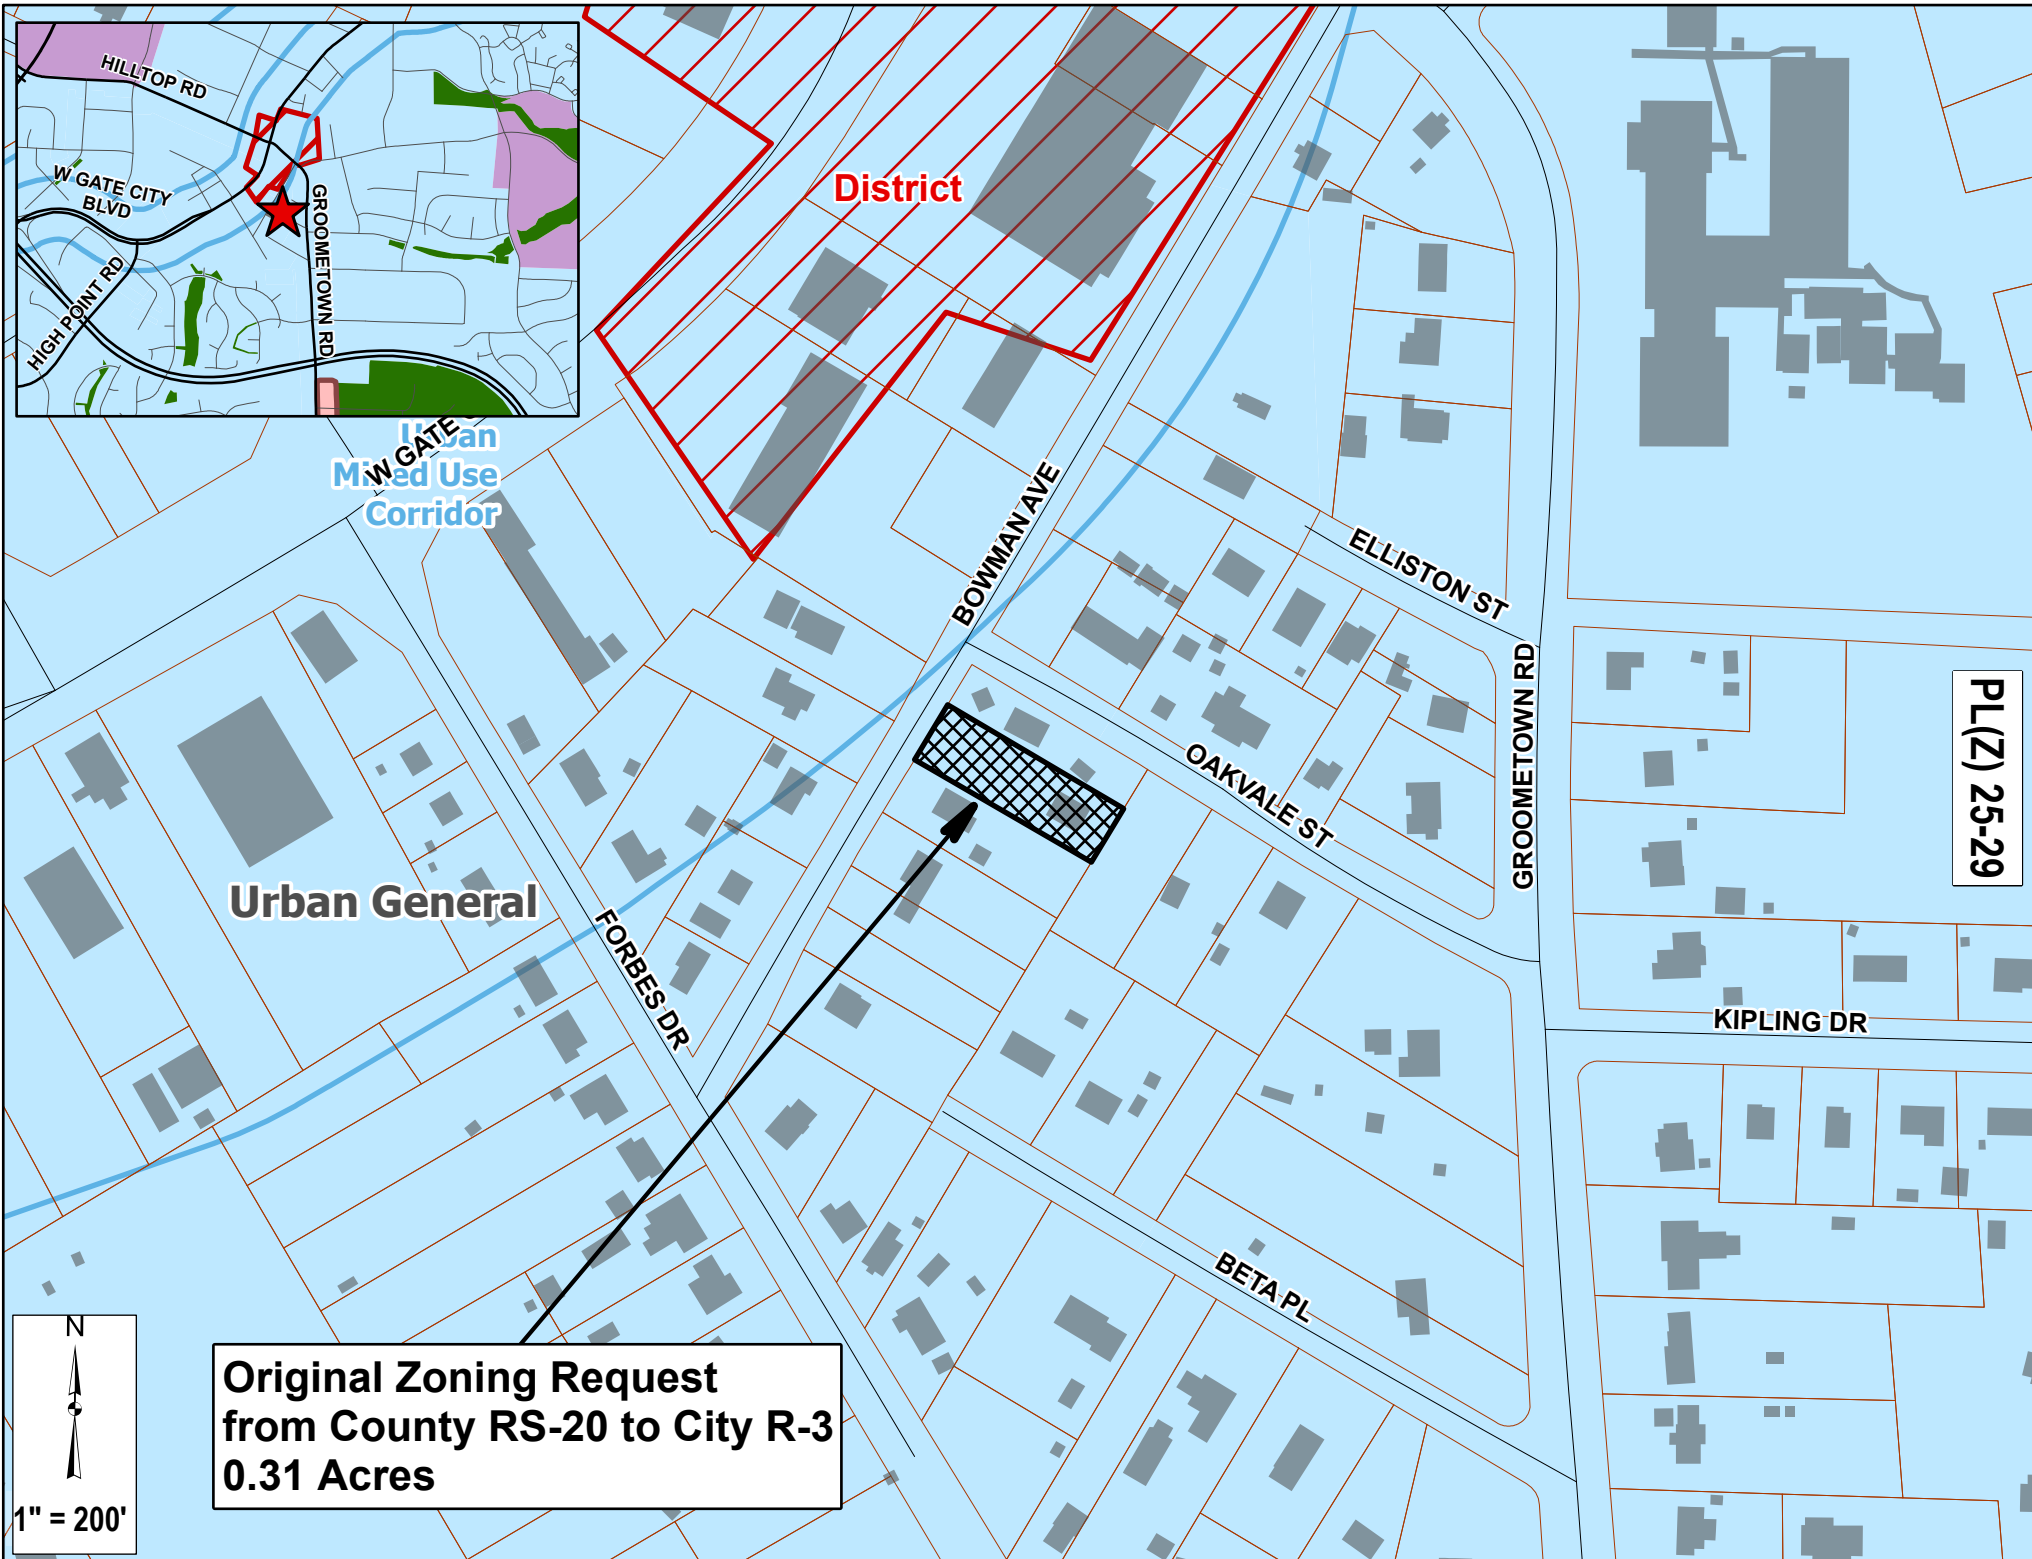 HILLTOP RD
W GATE CITY
BLVD
GROOMETOWN RD
HIGH POINT RD
District
Urban
Mixed Use
Corridor
W GATE
BOWMAN AVE
ELLISTON ST
GROOMETOWN RD
OAKVALE ST
PL(Z) 25-29
Urban General
FORBES DR
KIPLING DR
BETA PL
N
1" = 200'
Original Zoning Request
from County RS-20 to City R-3
0.31 Acres